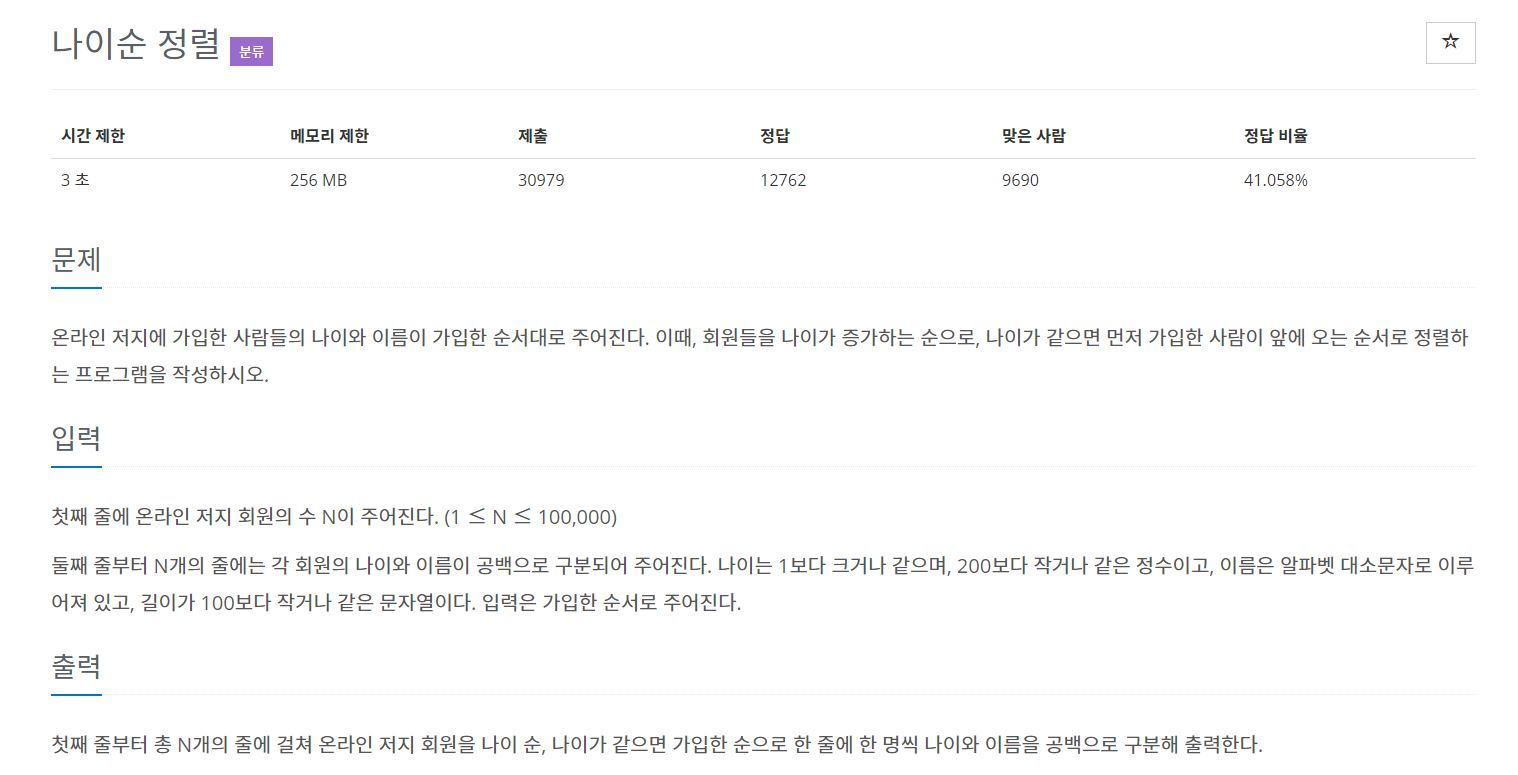 나이순 정렬 분류
☆
시간 제한 메모리 제한 제출 정답 맞은 사람 정답 비율
3 초 256 MB 30979 12762 9690 41.058%
문제
온라인 저지에 가입한 사람들의 나이와 이름이 가입한 순서대로 주어진다. 이때, 회원들을 나이가 증가하는 순으로, 나이가 같으면 먼저 가입한 사람이 앞에 오는 순서로 정렬하
는 프로그램을 작성하시오.
입력
첫째 줄에 온라인 저지 회원의 수 N이 주어진다. (1 ≤ N ≤ 100,000)
둘째 줄부터 N개의 줄에는 각 회원의 나이와 이름이 공백으로 구분되어 주어진다. 나이는 1보다 크거나 같으며, 200보다 작거나 같은 정수이고, 이름은 알파벳 대소문자로 이루
어져 있고, 길이가 100보다 작거나 같은 문자열이다. 입력은 가입한 순서로 주어진다.
출력
첫째 줄부터 총 N개의 줄에 걸쳐 온라인 저지 회원을 나이 순, 나이가 같으면 가입한 순으로 한 줄에 한 명씩 나이와 이름을 공백으로 구분해 출력한다.